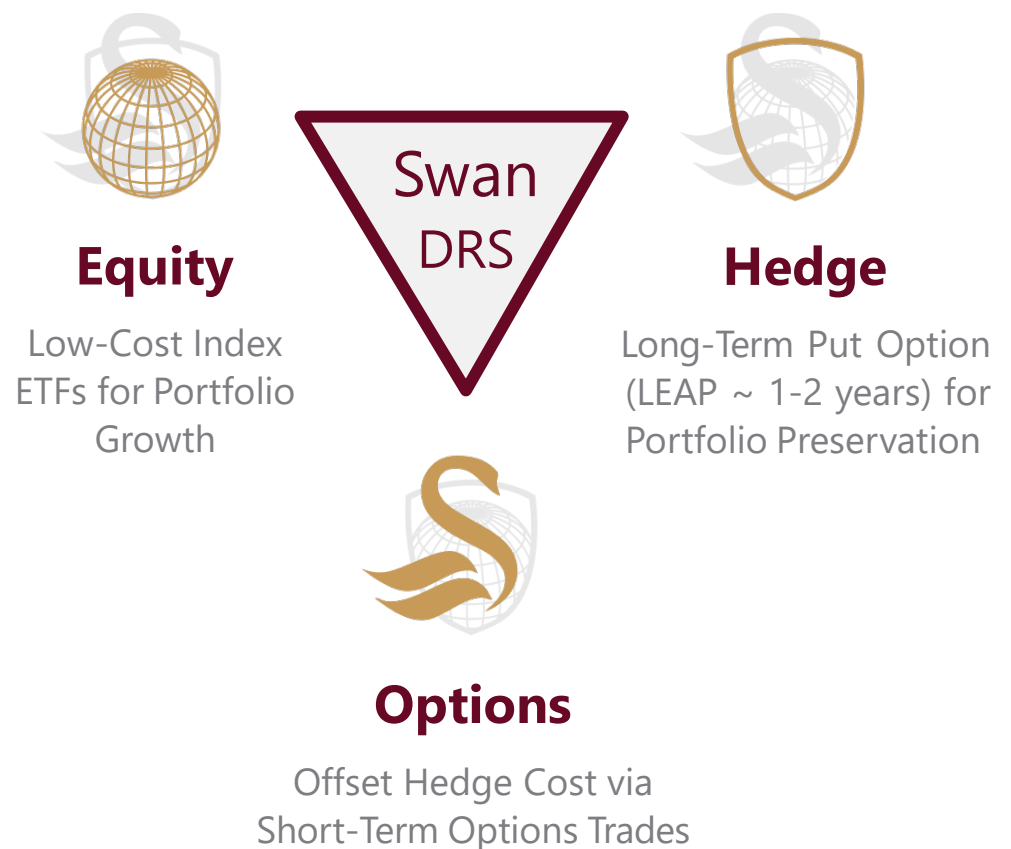 Swan
DRS
Equity
Low-Cost Index
ETFs for Portfolio
Growth
Hedge
Long-Term Put Option
(LEAP ~ 1-2 years) for
Portfolio Preservation
Options
Offset Hedge Cost via
Short-Term Options Trades